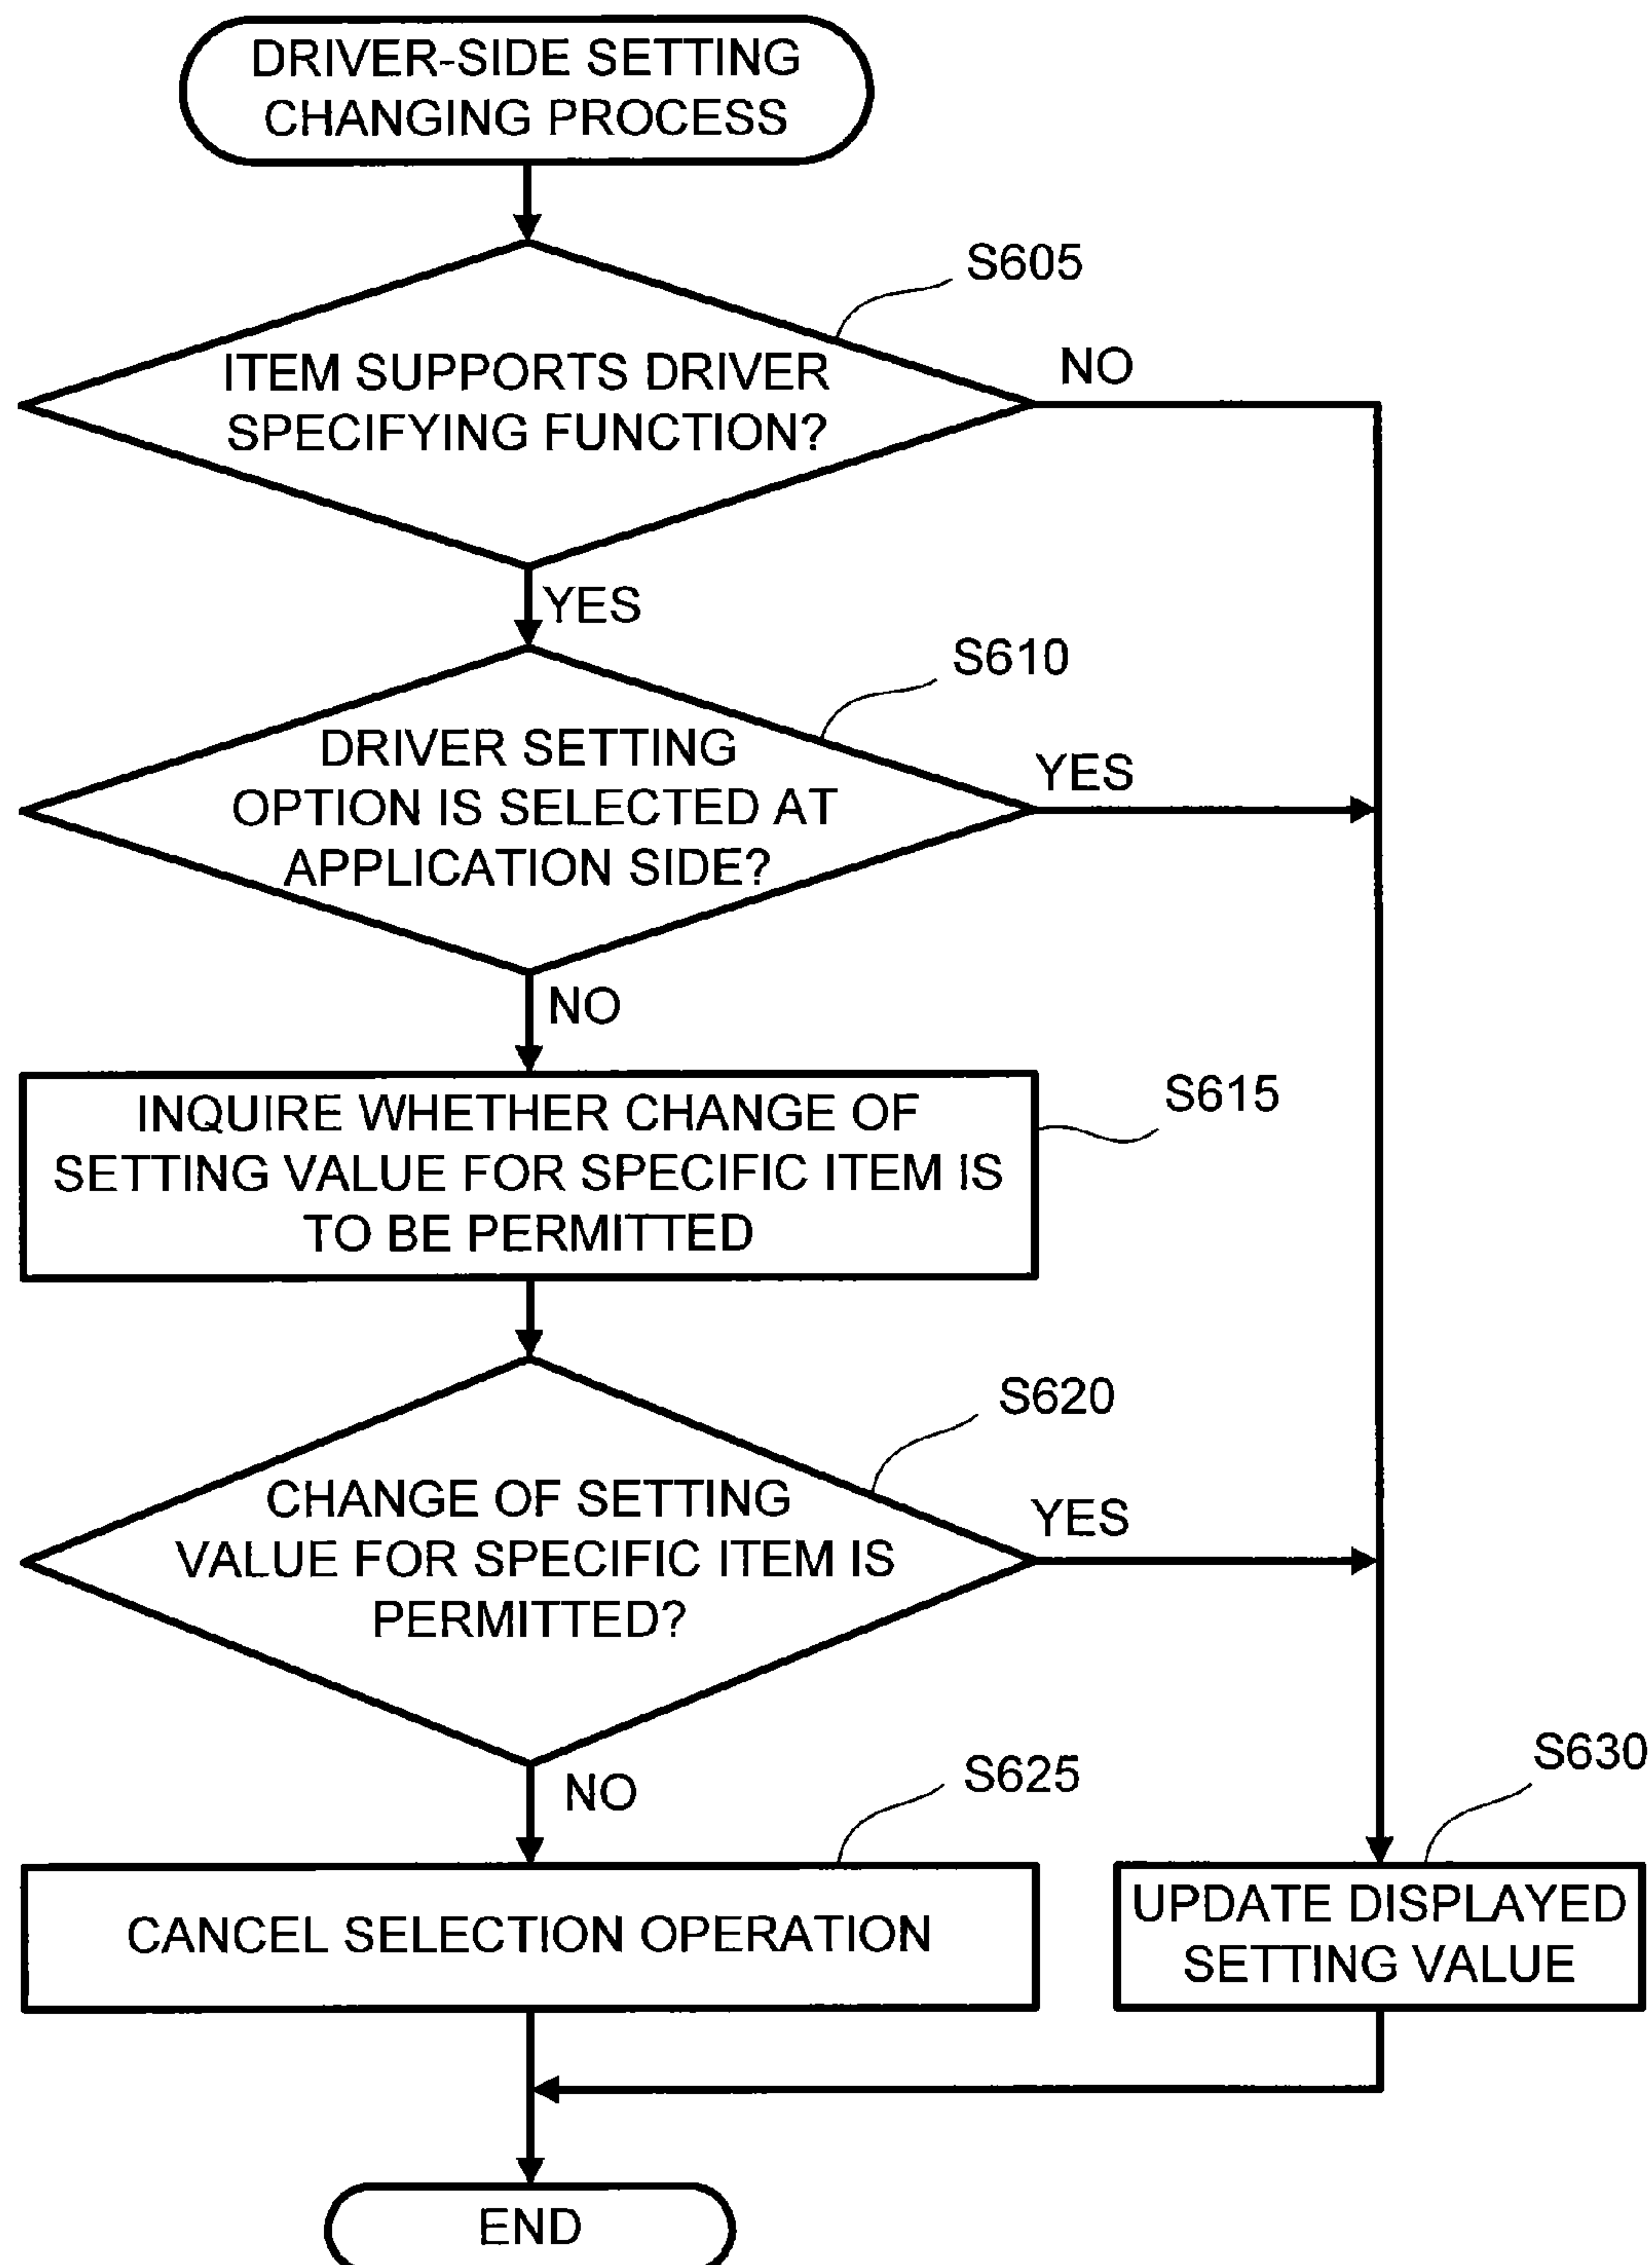 DRIVER-SIDE SETTING
CHANGING PROCESS
S605
ITEM SUPPORTS DRIVER
SPECIFYING FUNCTION?
NO
YES
S610
DRIVER SETTING
OPTION IS SELECTED AT
APPLICATION SIDE?
YES
NO
S615
INQUIRE WHETHER CHANGE OF
SETTING VALUE FOR SPECIFIC ITEM IS
TO BE PERMITTED
S620
CHANGE OF SETTING
VALUE FOR SPECIFIC ITEM IS
PERMITTED?
YES
NO
S625
CANCEL SELECTION OPERATION
S630
UPDATE DISPLAYED
SETTING VALUE
END